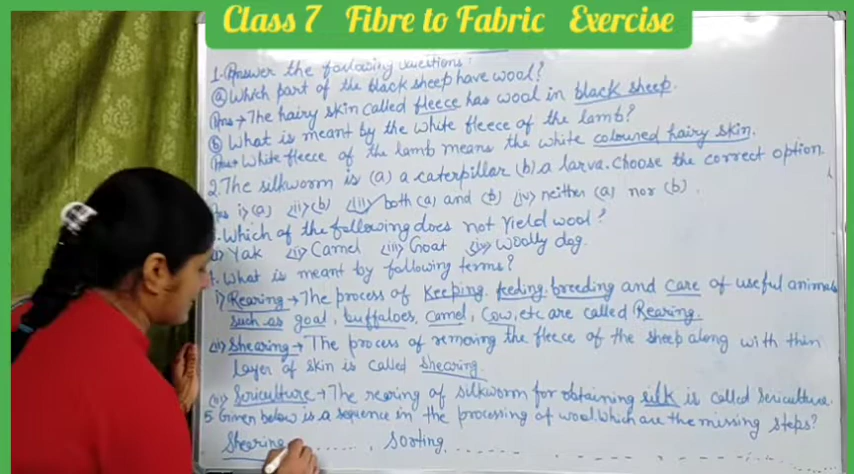 Class 7 Fibre to Fabric Exercise
1. Answer the following questions:
(a) Which part of the black sheep have wool?
Ans → The hairy skin called fleece has wool in black sheep.
(b) What is meant by the white fleece of the lamb?
Ans → White fleece of the lamb means the white coloured hairy skin.
2. The silkworm is (a) a caterpillar (b) a larva. Choose the correct option.
Ans i> (a) <ii> (b) <iii> both (a) and (b) <iv> neither (a) nor (b).
. Which of the following does not yield wool?
<i> Yak <ii> Camel <iii> Goat <iv> Woolly dog.
. What is meant by following terms?
i> Rearing → The process of keeping, feeding, breeding and care of useful animals
such as goat, buffaloes, camel, cow, etc are called Rearing.
<ii> Shearing → The process of removing the fleece of the sheep along with thin
layer of skin is called shearing.
<iii> Sericulture → The rearing of silkworm for obtaining silk is called sericulture.
5. Given below is a sequence in the processing of wool. Which are the missing steps?
Shearing ....... , Sorting .......